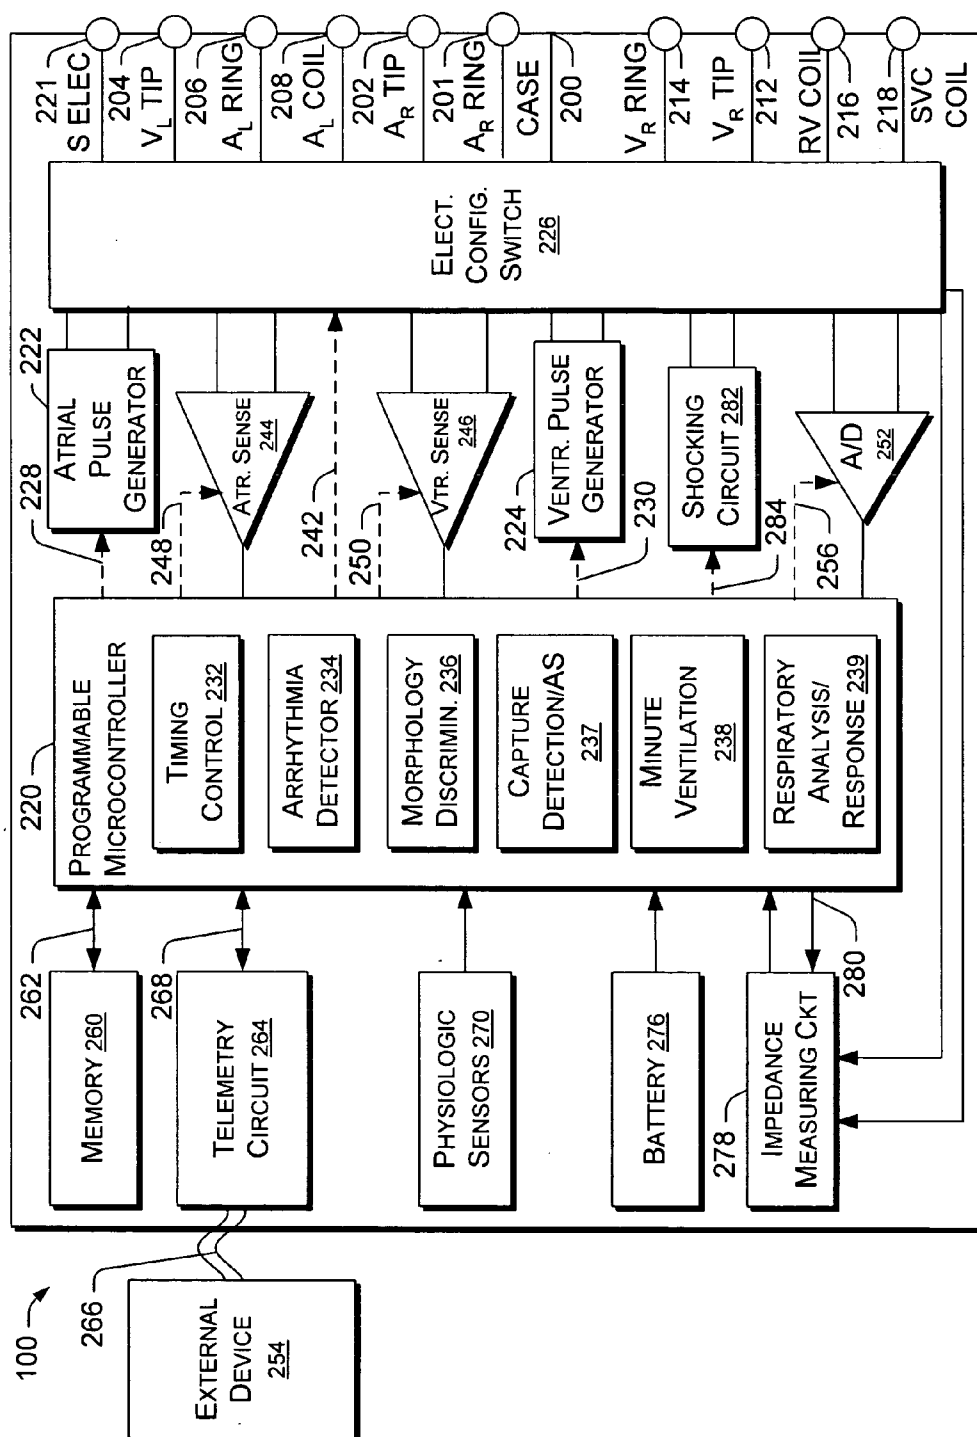 100
266
EXTERNAL
DEVICE
254
262
MEMORY 260
268
TELEMETRY
CIRCUIT 264
PHYSIOLOGIC
SENSORS 270
BATTERY 276
278
IMPEDANCE
MEASURING CKT
280
220
PROGRAMMABLE
MICROCONTROLLER
TIMING
CONTROL 232
ARRHYTHMIA
DETECTOR 234
MORPHOLOGY
DISCRIMIN. 236
CAPTURE
DETECTION/AS
237
MINUTE
VENTILATION
238
RESPIRATORY
ANALYSIS/
RESPONSE 239
228
222
ATRIAL
PULSE
GENERATOR
248
ATR. SENSE
244
242
250
VTR. SENSE
246
224
VENTR. PULSE
GENERATOR
230
SHOCKING
CIRCUIT 282
284
256
A/D
252
ELECT.
CONFIG.
SWITCH
226
221
S ELEC
204
VL TIP
206
AL RING
208
AL COIL
202
AR TIP
201
AR RING
CASE
200
VR RING
214
VR TIP
212
RV COIL
216
218
SVC
COIL